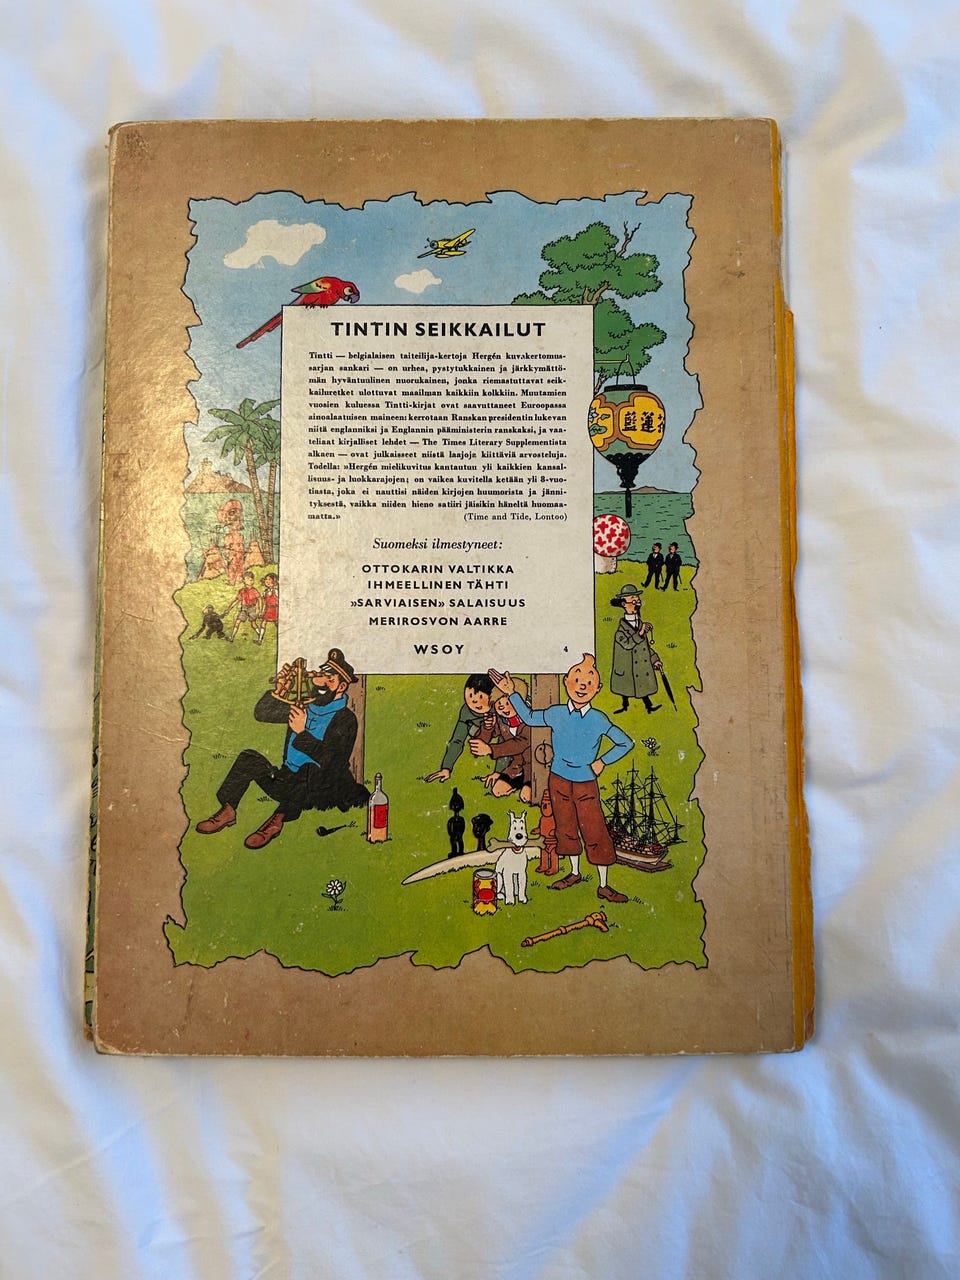 TINTIN SEIKKAILUT
Tintti — belgialaisen taiteilija-kertoja Hergén kuvakertomus-
sarjan sankari — on urhea, pystytukkainen ja järkkymättö-
män hyväntuulinen nuorukainen, jonka riemastuttavat seik-
kailuretket ulottuvat maailman kaikkiin kolkkiin. Muutamien
vuosien kuluessa Tintti-kirjat ovat saavuttaneet Euroopassa
ainoalaatuisen maineen: kerrotaan Ranskan presidentin lukevan
niitä englanniksi ja Englannin pääministerin ranskaksi, ja vaa-
teliaat kirjalliset lehdet — The Times Literary Supplementista
alkaen — ovat julkaisseet niistä laajoja kiittäviä arvosteluja.
Todella: »Hergén mielikuvitus kantautuu yli kaikkien kansal-
lisuus- ja luokkarajojen; on vaikea kuvitella ketään yli 8-vuo-
tiasta, joka ei nauttisi näiden kirjojen huumorista ja jänni-
tyksestä, vaikka niiden hieno satiiri jäisikin häneltä huomaa-
matta.» (Time and Tide, Lontoo)
Suomeksi ilmestyneet:
OTTOKARIN VALTIKKA
IHMEELLINEN TÄHTI
»SARVIAISEN» SALAISUUS
MERIROSVON AARRE
WSOY 4
藍蓮